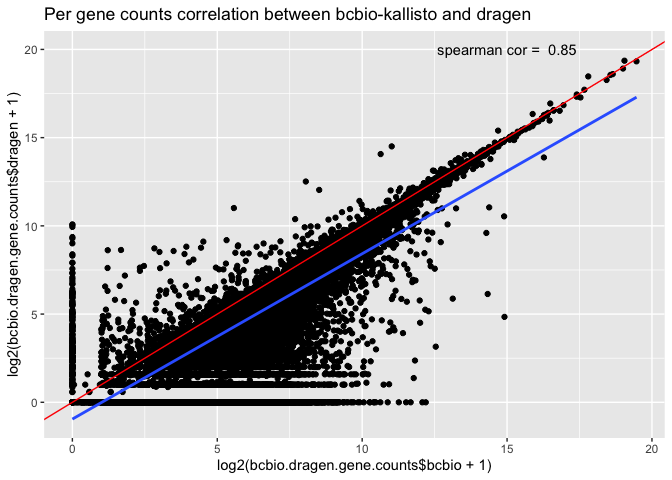 Per gene counts correlation between bcbio-kallisto and dragen
spearman cor = 0.85
log2(bcbio.dragen.gene.counts$dragen + 1)
20
15
10
5
0
0
5
10
15
20
log2(bcbio.dragen.gene.counts$bcbio + 1)